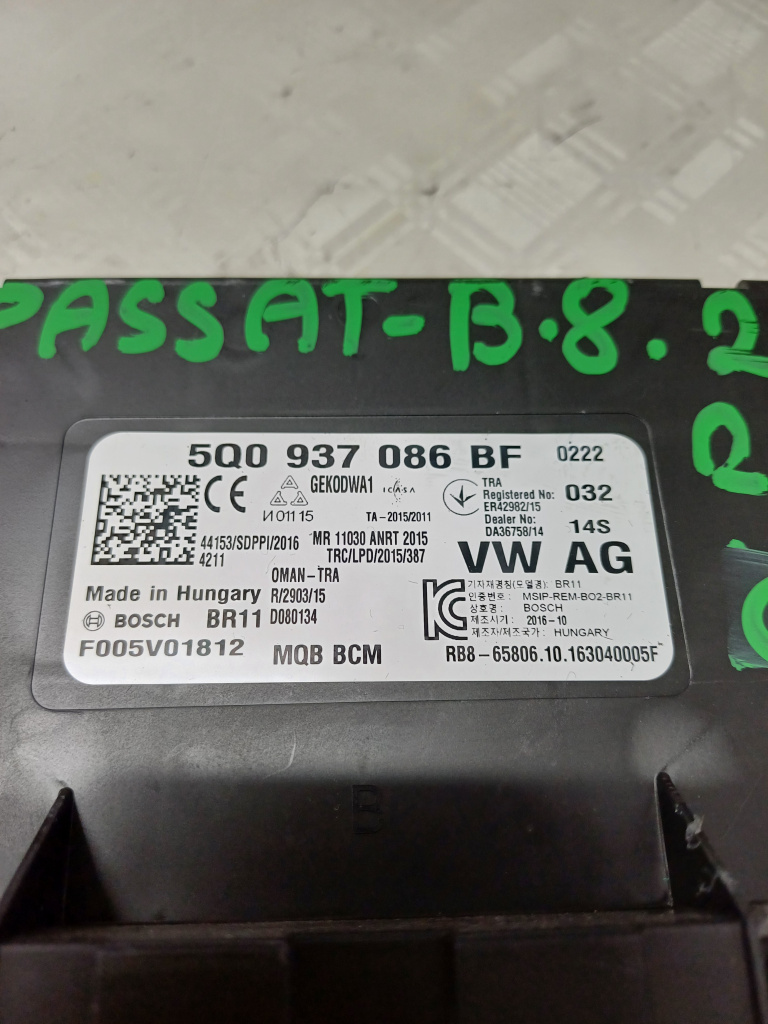 PASSAT-B.8.2
5Q0 937 086 BF 0222
CE GEKODWA1 ICASA TRA
Registered No: 032
ER42982/15
И01115 TA-2015/2011 Dealer No:
DA36758/14 14S
44153/SDPPI/2016 MR 11030 ANRT 2015
4211 TRC/LPD/2015/387 VW AG
OMAN-TRA
Made in Hungary R/2903/15
BOSCH BR11 D080134
기자재명칭(모델명): BR11
인증번호: MSIP-REM-BO2-BR11
상호명: BOSCH
제조시기: 2016-10
제조자/제조국가: HUNGARY
F005V01812 MQB BCM RB8-65806.10.163040005F
B